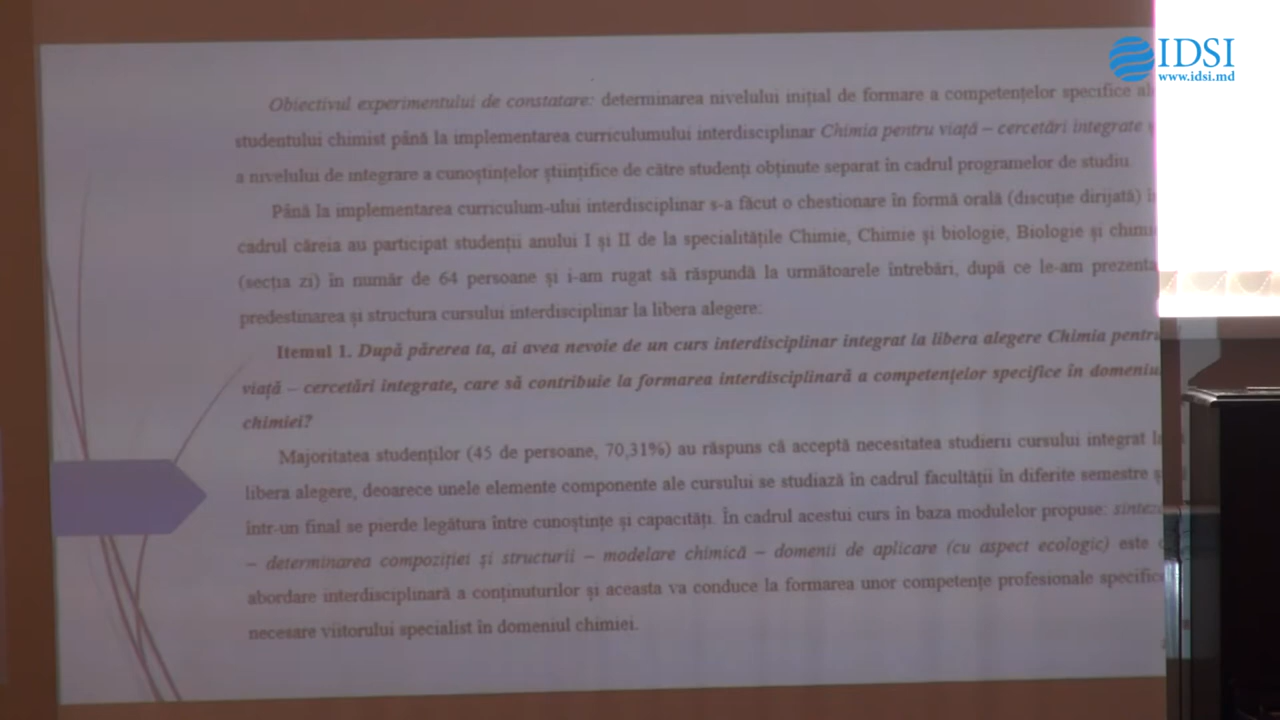 IDSI
www.idsi.md
Obiectivul experimentului de constatare: determinarea nivelului inițial de formare a competențelor specifice
studentului chimist până la implementarea curriculumului interdisciplinar Chimia pentru viață – cercetări integrate
a nivelului de integrare a cunoștințelor științifice de către studenți obținute separat în cadrul programelor de studiu
Până la implementarea curriculum-ului interdisciplinar s-a făcut o chestionare în formă orală (discuție dirijată)
cadrul căreia au participat studenții anului I și II de la specialitățile Chimie, Chimie și biologie, Biologie și
(secția zi) în număr de 64 persoane și i-am rugat să răspundă la următoarele întrebări, după ce le-am
predestinarea și structura cursului interdisciplinar la libera alegere:
Itemul 1. După părerea ta, ai avea nevoie de un curs interdisciplinar integrat la libera alegere Chimia
viață – cercetări integrate, care să contribuie la formarea interdisciplinară a competențelor specifice în
chimiei?
Majoritatea studenților (45 de persoane, 70,31%) au răspuns că acceptă necesitatea studierii cursului integrat
libera alegere, deoarece unele elemente componente ale cursului se studiază în cadrul facultății în diferite semestre
într-un final se pierde legătura între cunoștințe și capacități. În cadrul acestui curs în baza modulelor propuse:
– determinarea compoziției și structurii – modelare chimică – domenii de aplicare (cu aspect ecologic) este
abordare interdisciplinară a conținuturilor și aceasta va conduce la formarea unor competențe profesionale
necesare viitorului specialist în domeniul chimiei.